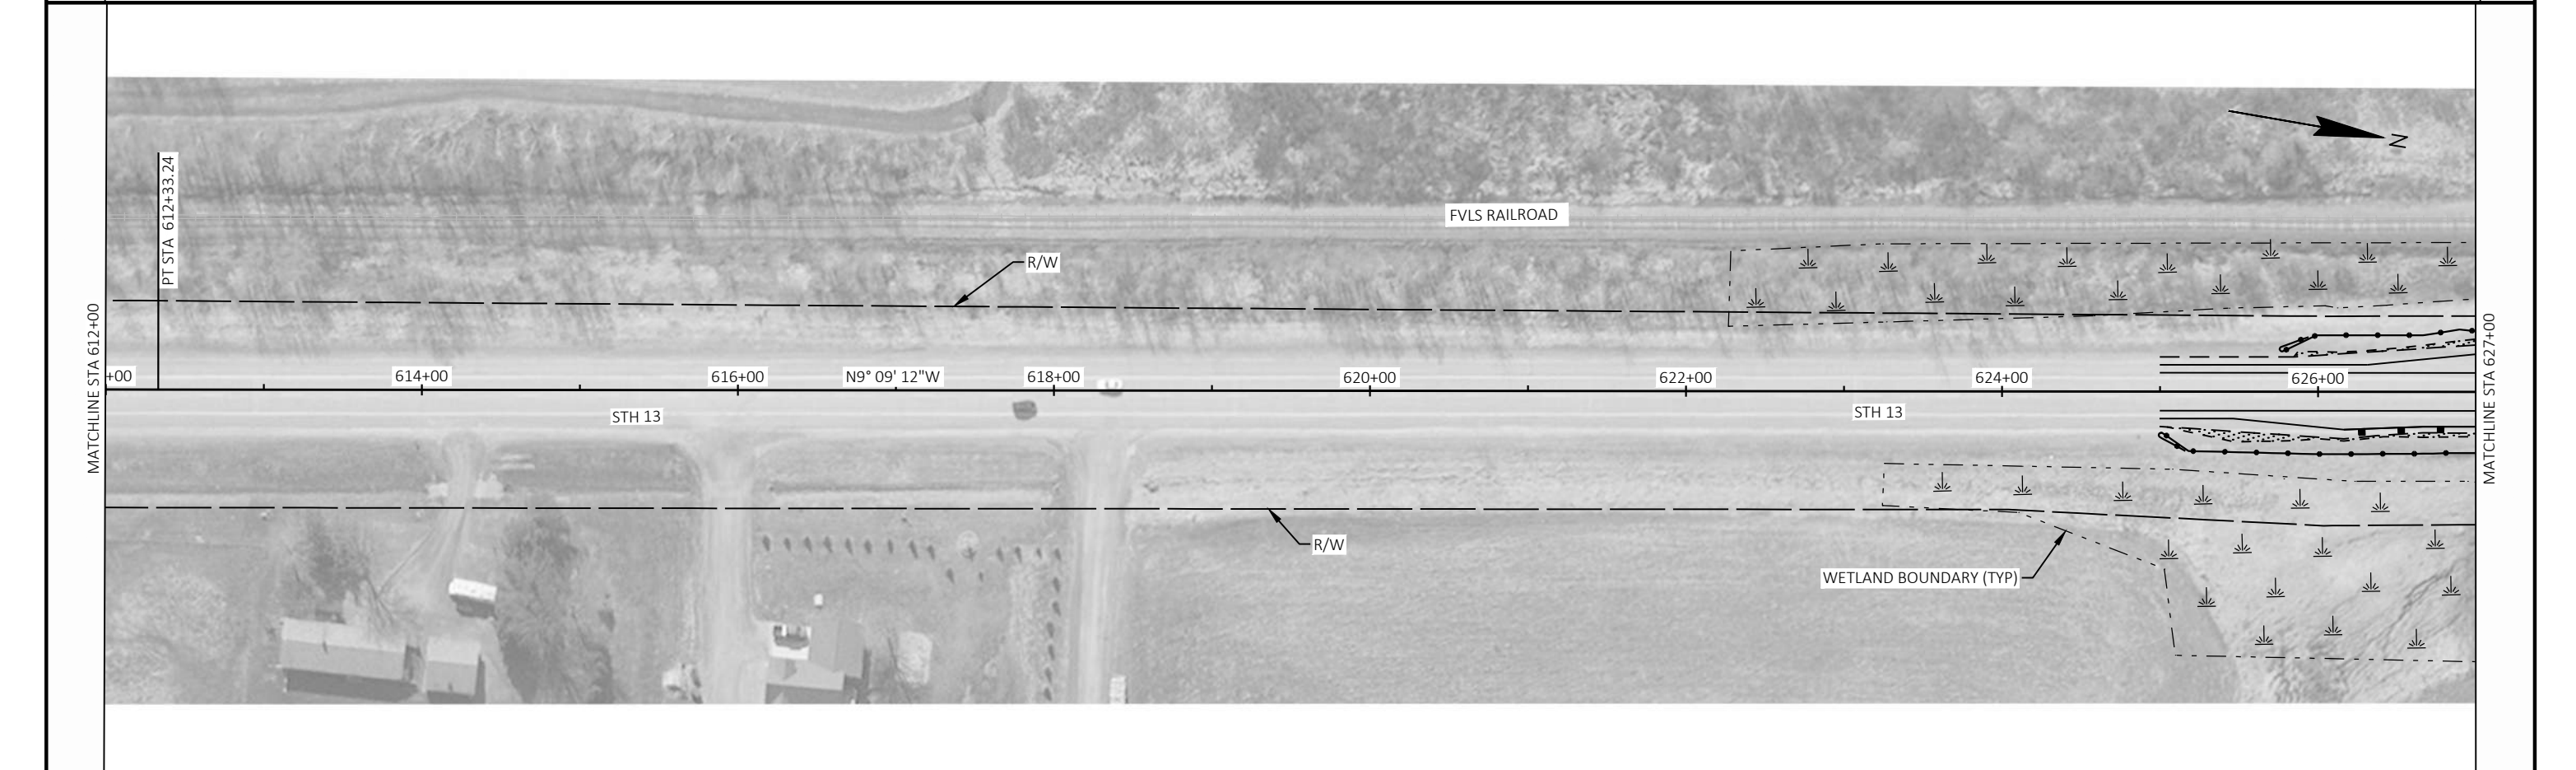 N
PT STA 612+33.24
FVLS RAILROAD
R/W
MATCHLINE STA 612+00
MATCHLINE STA 627+00
+00
614+00
616+00
N9° 09' 12"W
618+00
620+00
622+00
624+00
626+00
STH 13
STH 13
R/W
WETLAND BOUNDARY (TYP)